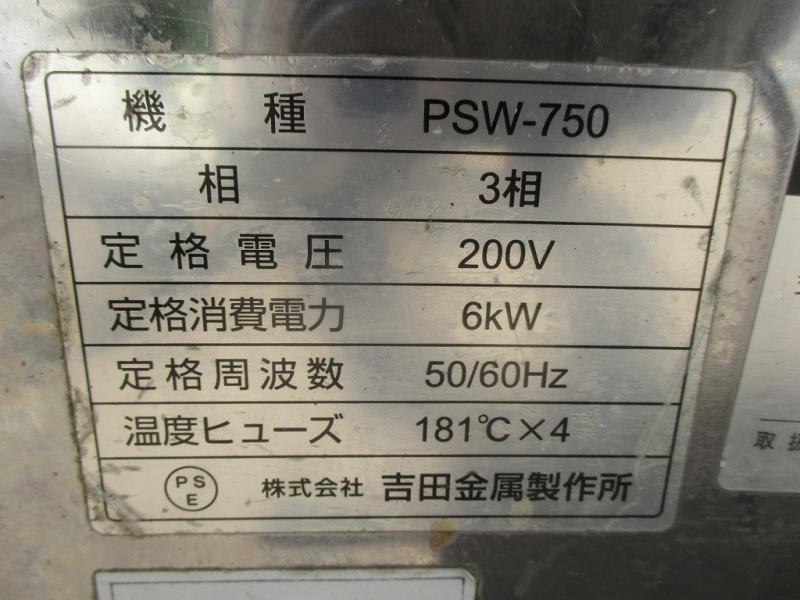 機種 PSW-750
相 3相
定格電圧 200V
定格消費電力 6kW
定格周波数 50/60Hz
温度ヒューズ 181℃×4
PSE 株式会社 吉田金属製作所
取扱